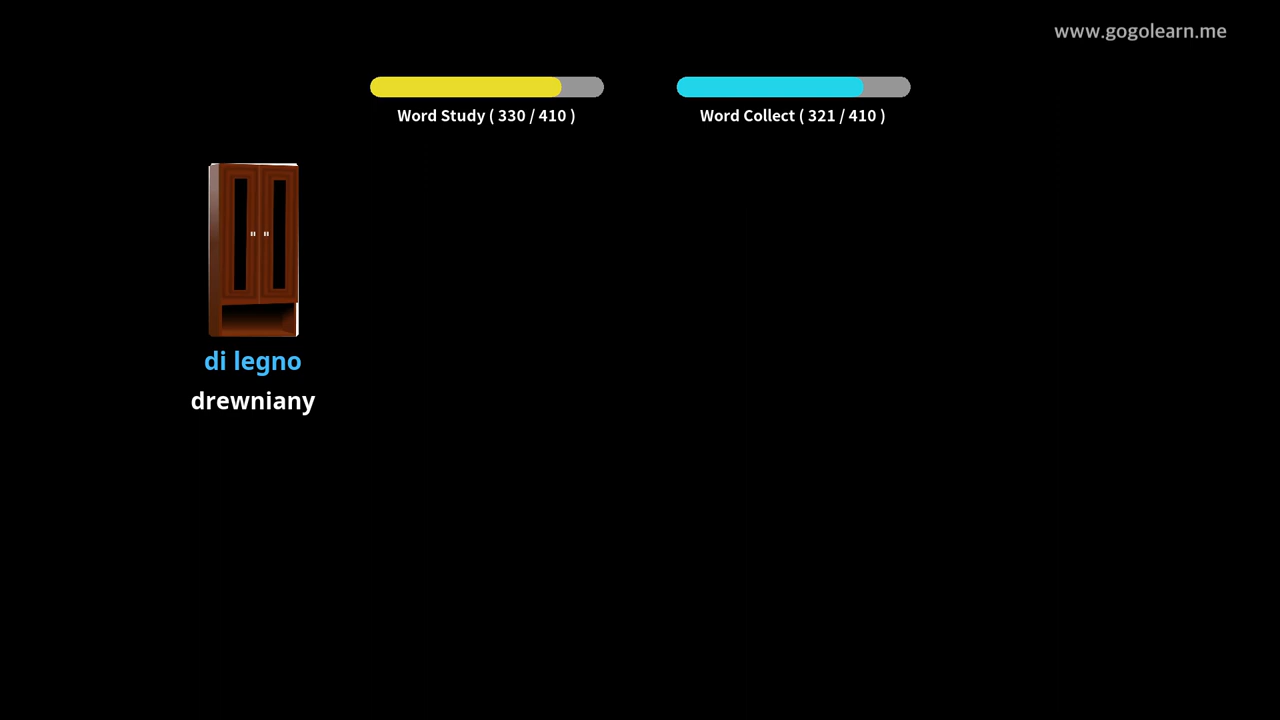 www.gogolearn.me
Word Study ( 330 / 410 )
Word Collect ( 321 / 410 )
di legno
drewniany